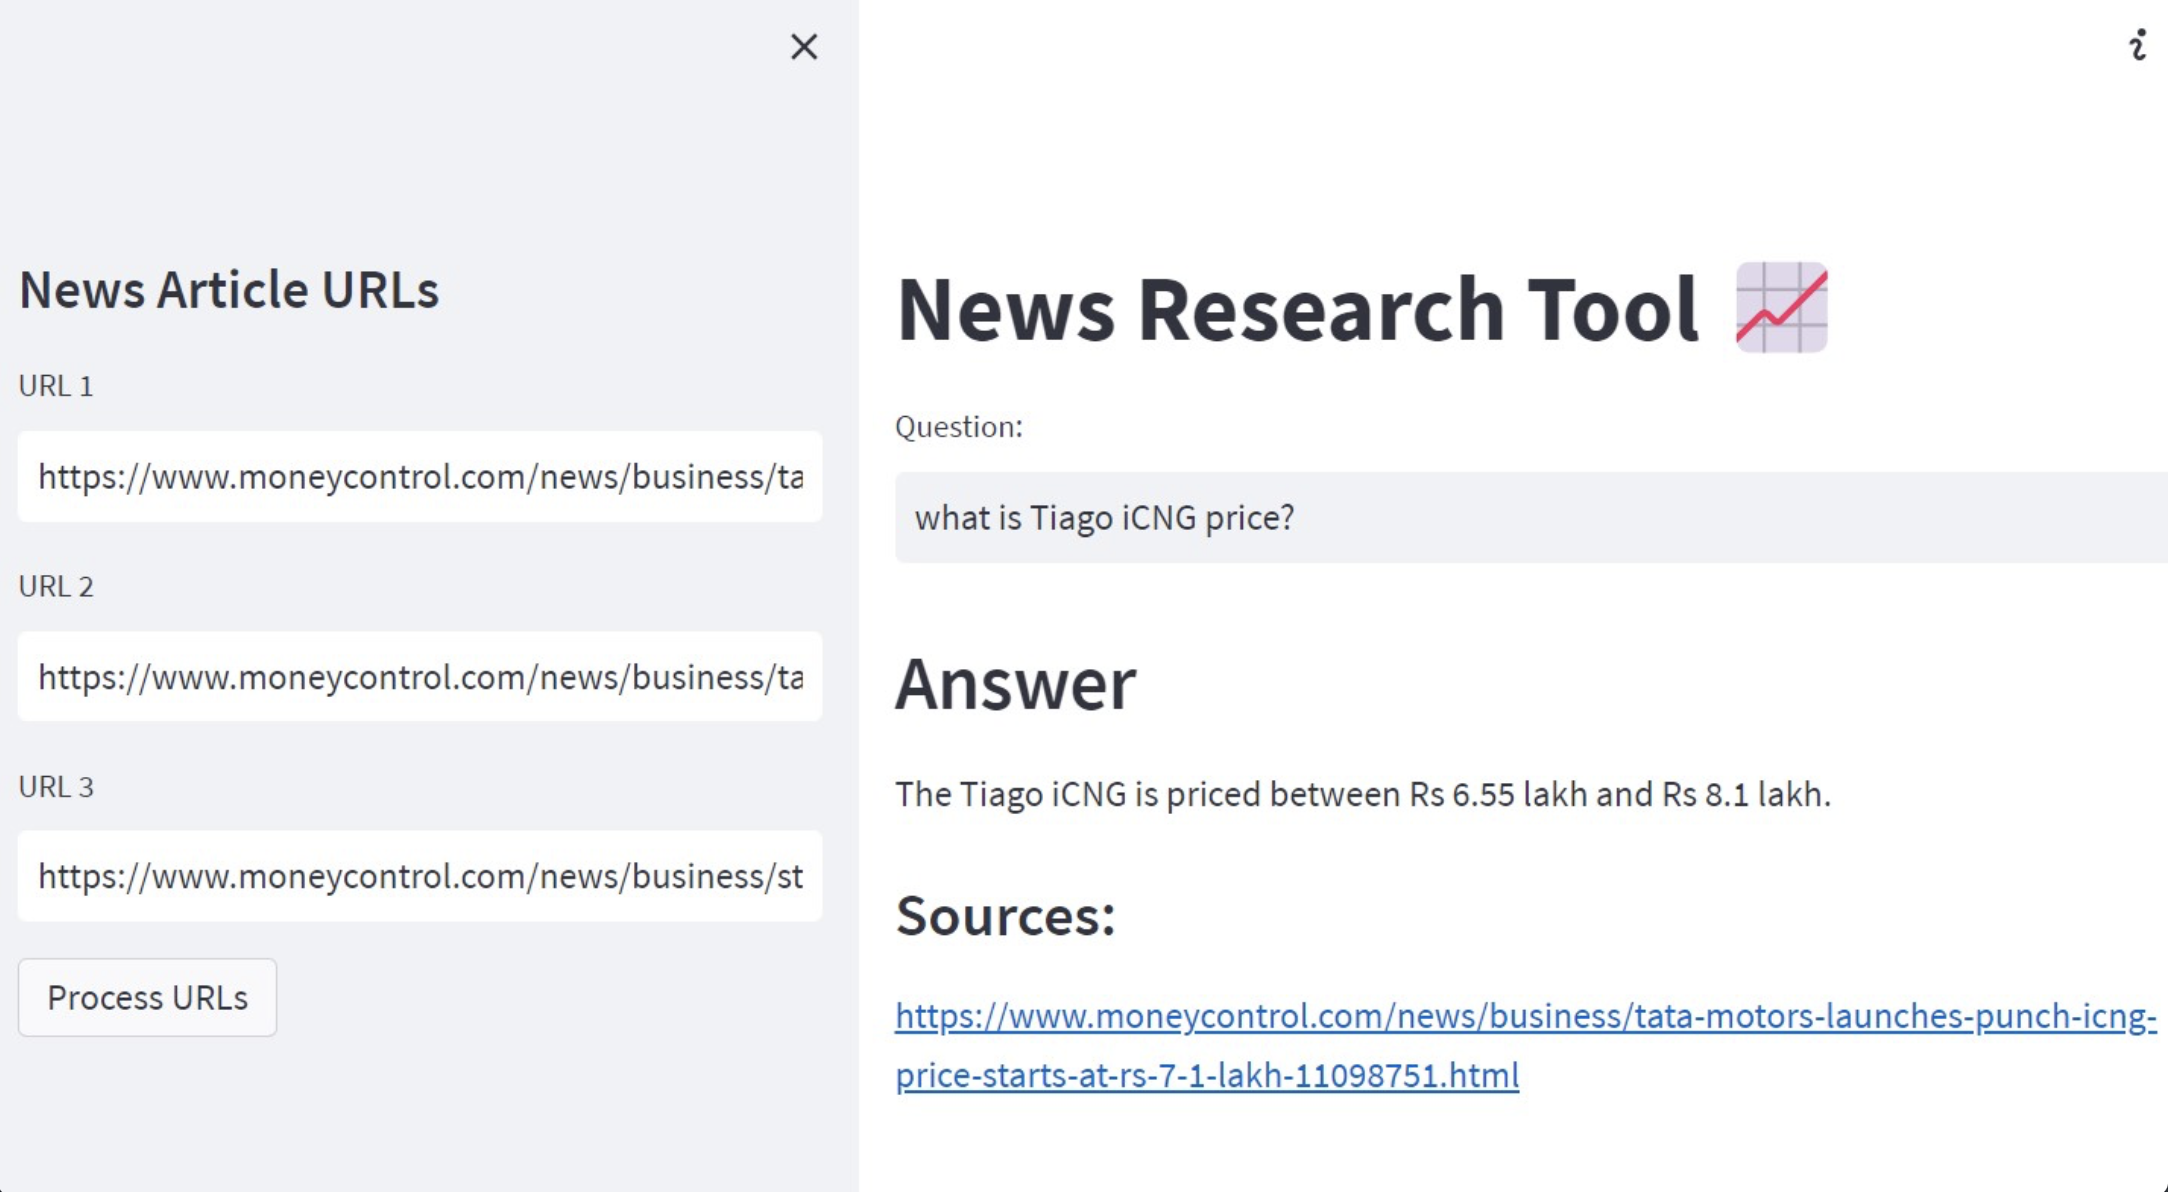 News Article URLs
URL 1
https://www.moneycontrol.com/news/business/ta
URL 2
https://www.moneycontrol.com/news/business/ta
URL 3
https://www.moneycontrol.com/news/business/st
Process URLs
News Research Tool
Question:
what is Tiago iCNG price?
Answer
The Tiago iCNG is priced between Rs 6.55 lakh and Rs 8.1 lakh.
Sources:
https://www.moneycontrol.com/news/business/tata-motors-launches-punch-icng-
price-starts-at-rs-7-1-lakh-11098751.html